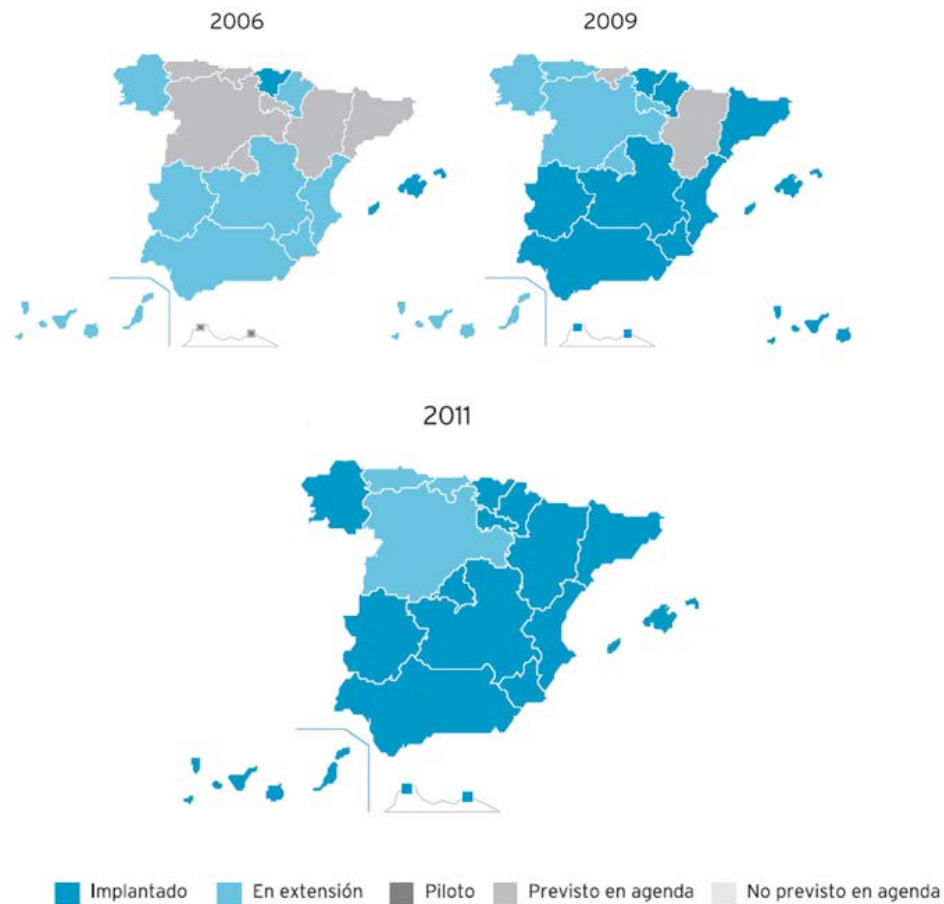 2006
2009
2011
Implantado
En extensión
Piloto
Previsto en agenda
No previsto en agenda